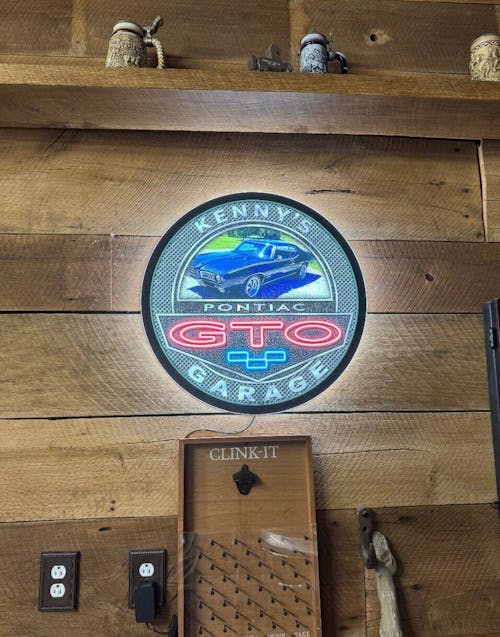 KENNY'S
PONTIAC
GTO
GARAGE
CLINK-IT